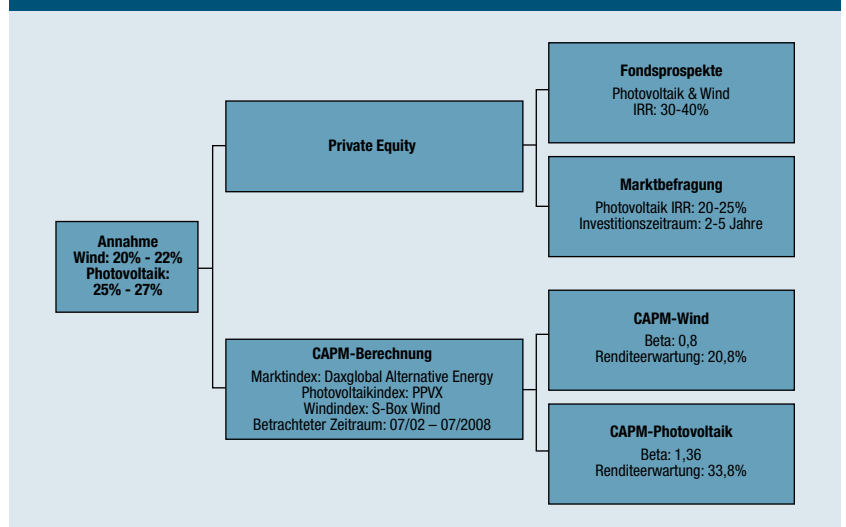 Annahme
Wind: 20% - 22%
Photovoltaik:
25% - 27%
Private Equity
Fondsprospekte
Photovoltaik & Wind
IRR: 30-40%
Marktbefragung
Photovoltaik IRR: 20-25%
Investitionszeitraum: 2-5 Jahre
CAPM-Berechnung
Marktindex: Daxglobal Alternative Energy
Photovoltaikindex: PPVX
Windindex: S-Box Wind
Betrachteter Zeitraum: 07/02 – 07/2008
CAPM-Wind
Beta: 0,8
Renditeerwartung: 20,8%
CAPM-Photovoltaik
Beta: 1,36
Renditeerwartung: 33,8%